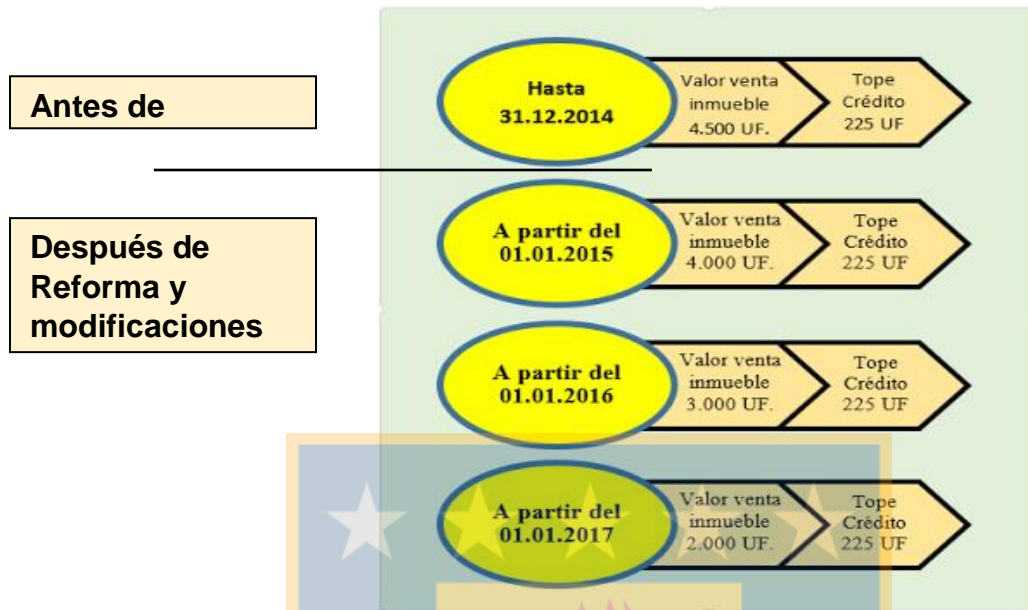 Antes de
Hasta
31.12.2014
Valor venta
inmueble
4.500 UF.
Tope
Crédito
225 UF
Después de
Reforma y
modificaciones
A partir del
01.01.2015
Valor venta
inmueble
4.000 UF.
Tope
Crédito
225 UF
A partir del
01.01.2016
Valor venta
inmueble
3.000 UF.
Tope
Crédito
225 UF
A partir del
01.01.2017
Valor venta
inmueble
2.000 UF.
Tope
Crédito
225 UF